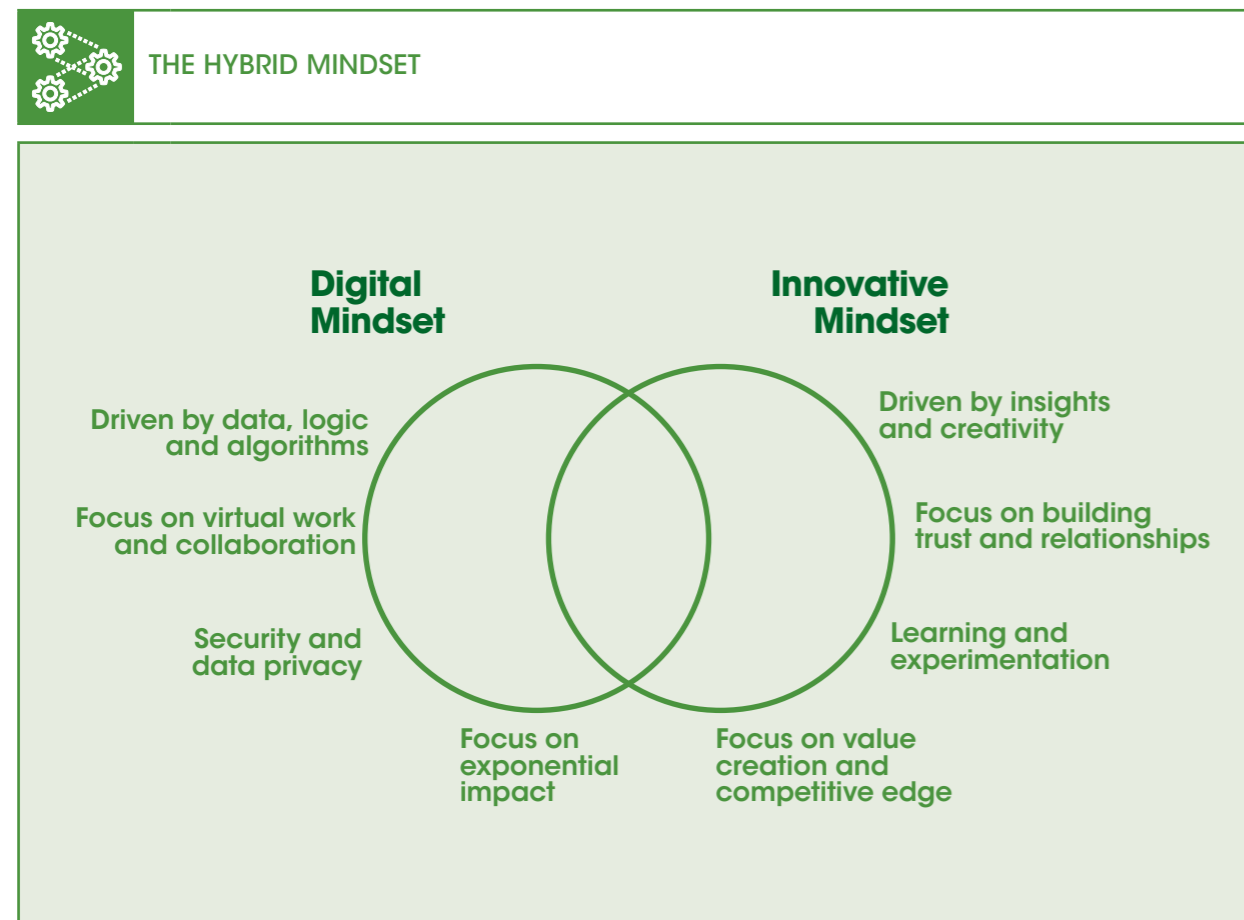 THE HYBRID MINDSET
Digital
Mindset
Innovative
Mindset
Driven by data, logic
and algorithms
Focus on virtual work
and collaboration
Security and
data privacy
Focus on
exponential
impact
Driven by insights
and creativity
Focus on building
trust and relationships
Learning and
experimentation
Focus on value
creation and
competitive edge